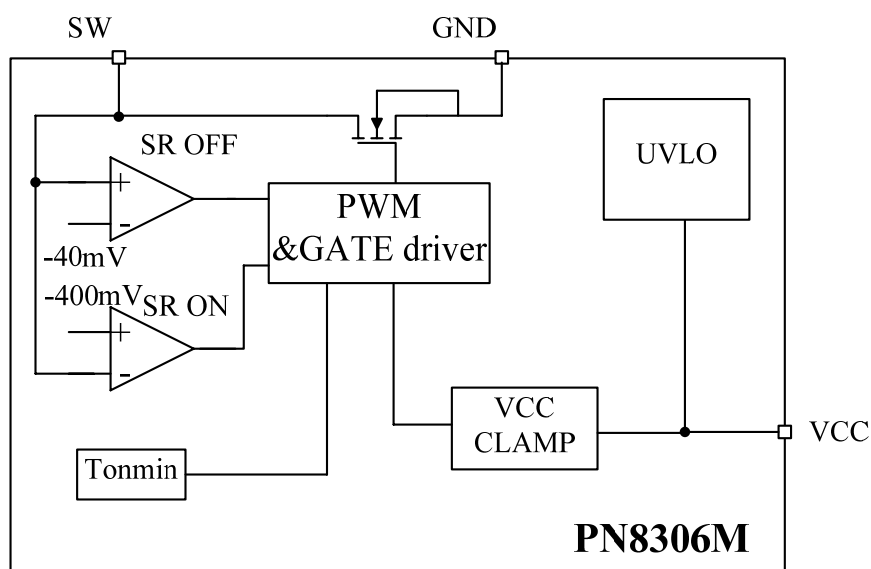 SW
GND
SR OFF
+
-
-40mV
PWM
&GATE driver
UVLO
-400mV
SR ON
+
-
VCC
CLAMP
VCC
Tonmin
PN8306M